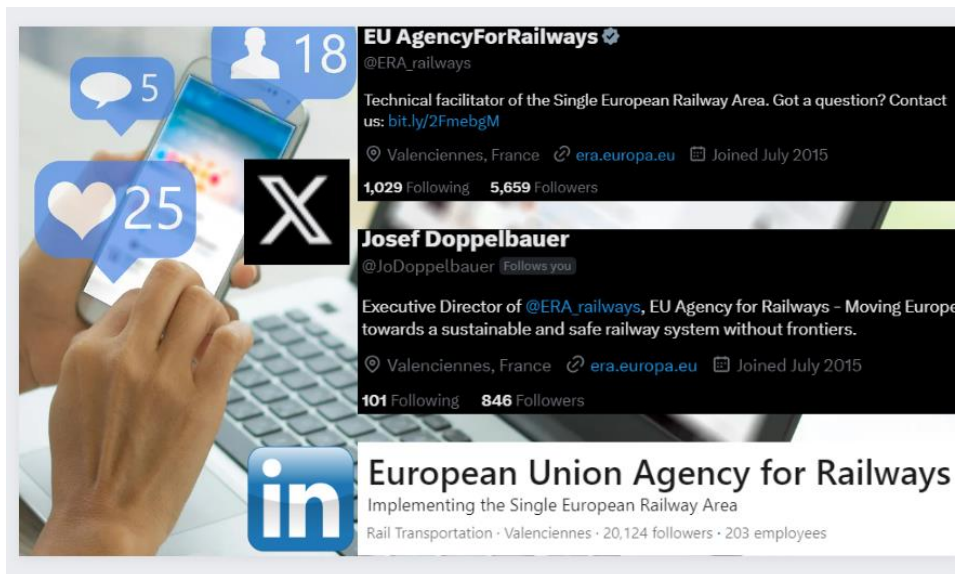 18
5
25
X
EU AgencyForRailways
@ERA_railways
Technical facilitator of the Single European Railway Area. Got a question? Contact
us: bit.ly/2FmebgM
Valenciennes, France era.europa.eu Joined July 2015
1,029 Following 5,659 Followers
Josef Doppelbauer
@JoDoppelbauer Follows you
Executive Director of @ERA_railways, EU Agency for Railways - Moving Europe
towards a sustainable and safe railway system without frontiers.
Valenciennes, France era.europa.eu Joined July 2015
101 Following 846 Followers
in
European Union Agency for Railways
Implementing the Single European Railway Area
Rail Transportation · Valenciennes · 20,124 followers · 203 employees